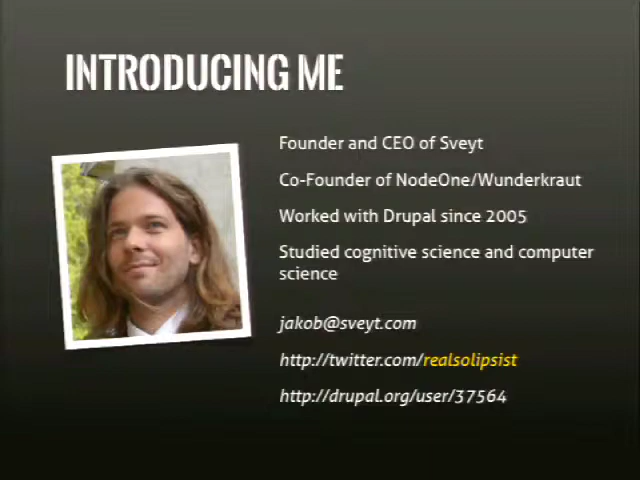 INTRODUCING ME
Founder and CEO of Sveyt
Co-Founder of NodeOne/Wunderkraut
Worked with Drupal since 2005
Studied cognitive science and computer
science
jakob@sveyt.com
http://twitter.com/realsolipsist
http://drupal.org/user/37564